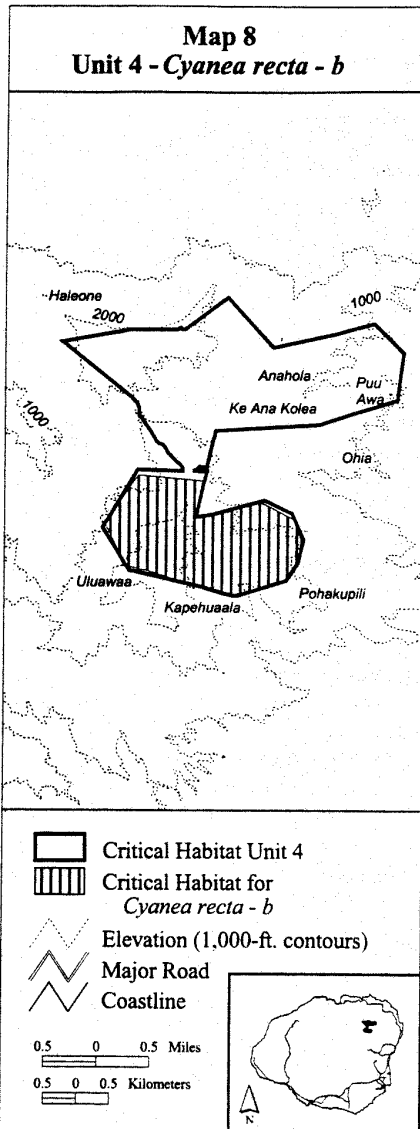 Map 8
Unit 4 - Cyanea recta - b
Haleone
2000
1000
Anahola
Puu
Awa
Ke Ana Kolea
1000
Ohia
Uluawaa
Pohakupili
Kapehuaala
Critical Habitat Unit 4
Critical Habitat for
Cyanea recta - b
Elevation (1,000-ft. contours)
Major Road
Coastline
0.5 0 0.5 Miles
0.5 0 0.5 Kilometers
N